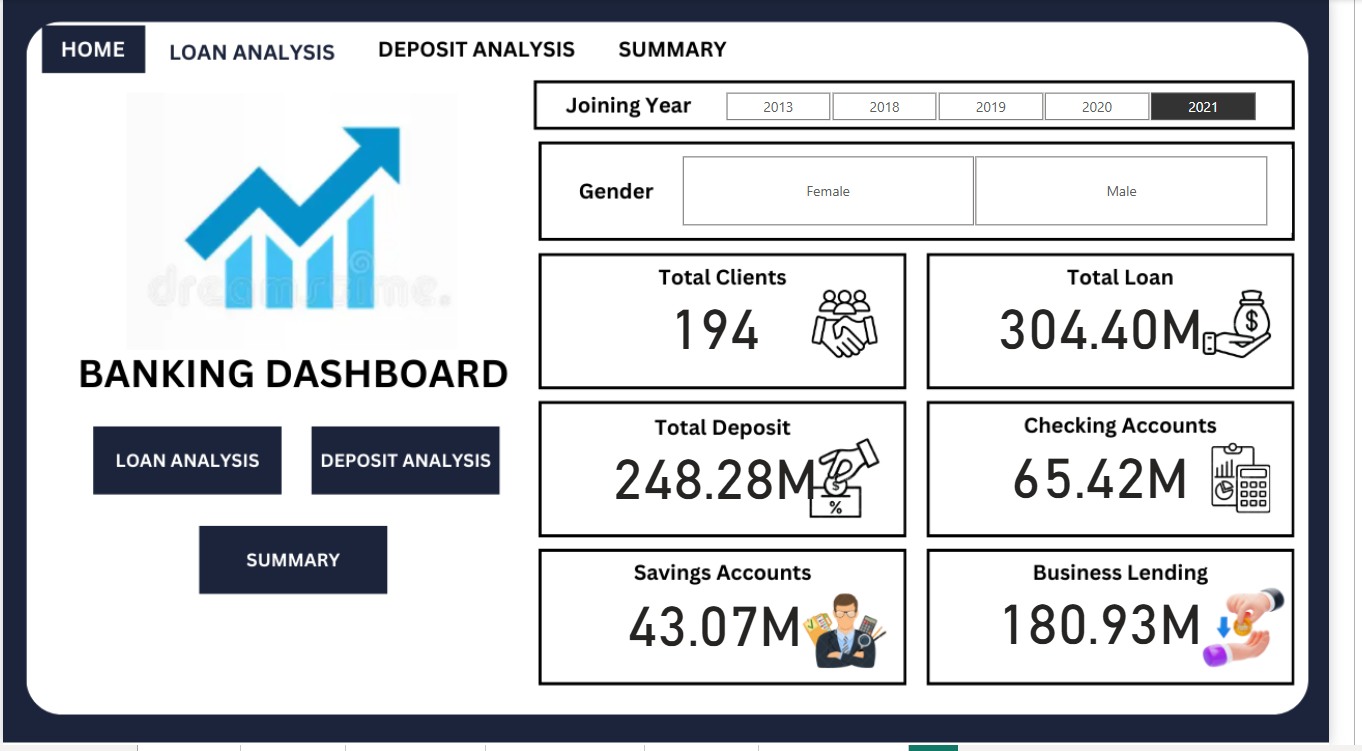 HOME
LOAN ANALYSIS
DEPOSIT ANALYSIS
SUMMARY
Joining Year
2013
2018
2019
2020
2021
Gender
Female
Male
dreamstime.
BANKING DASHBOARD
LOAN ANALYSIS
DEPOSIT ANALYSIS
SUMMARY
Total Clients
194
Total Loan
304.40M
$
Total Deposit
248.28M
$
%
Checking Accounts
65.42M
Savings Accounts
43.07M
Business Lending
180.93M